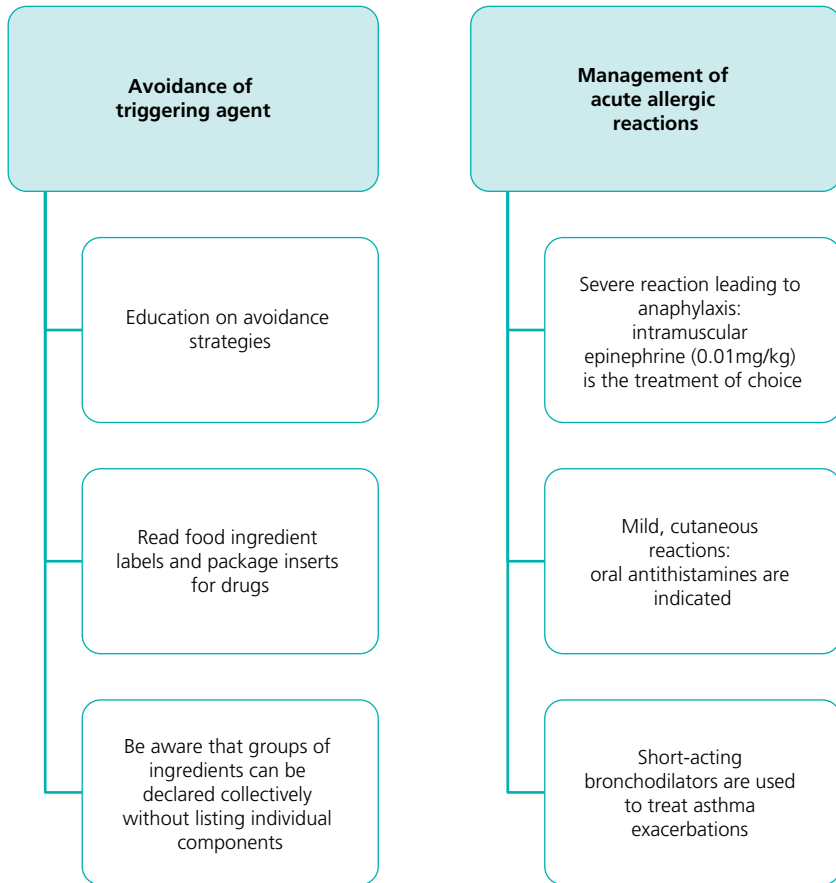 Avoidance of
triggering agent
Education on avoidance
strategies
Read food ingredient
labels and package inserts
for drugs
Be aware that groups of
ingredients can be
declared collectively
without listing individual
components
Management of
acute allergic
reactions
Severe reaction leading to
anaphylaxis:
intramuscular
epinephrine (0.01mg/kg)
is the treatment of choice
Mild, cutaneous
reactions:
oral antithistamines are
indicated
Short-acting
bronchodilators are used
to treat asthma
exacerbations